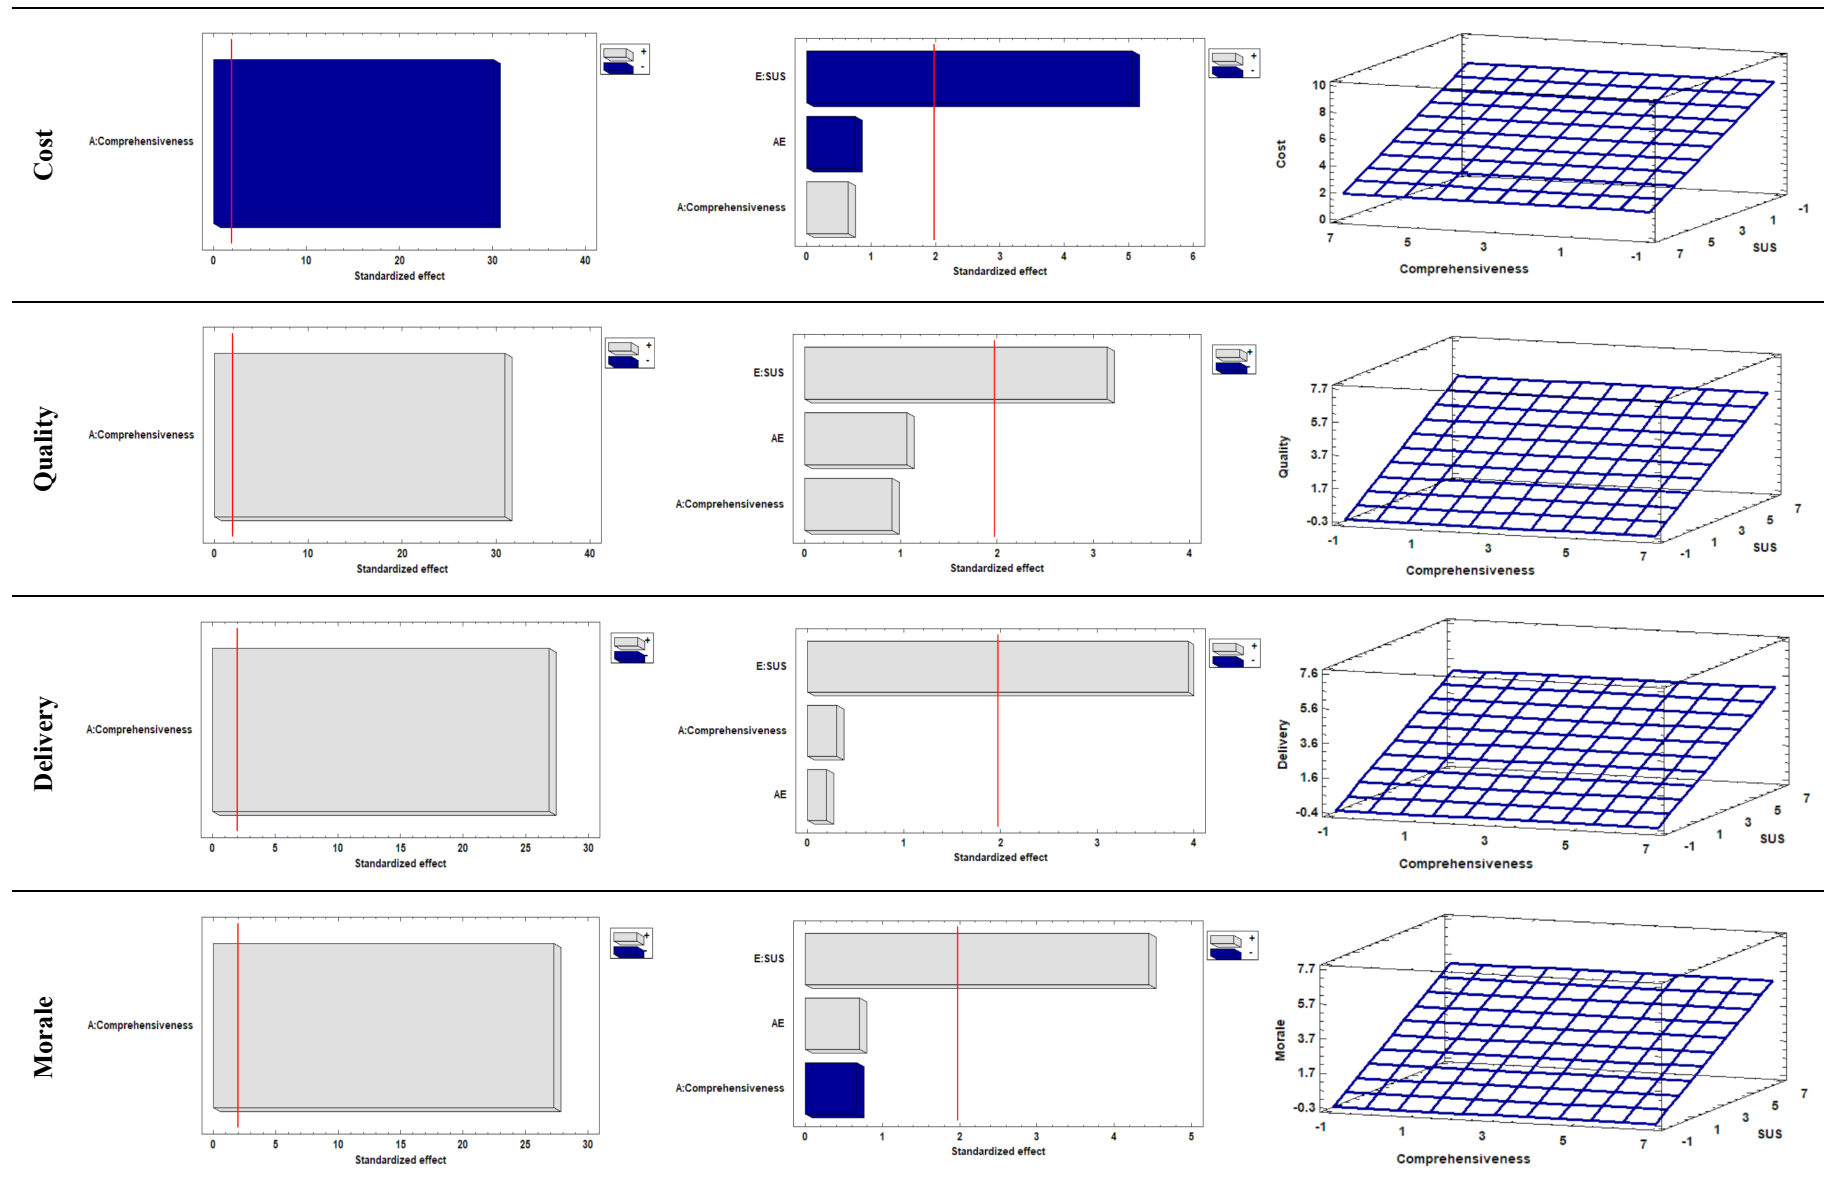 Cost
A:Comprehensiveness
0 10 20 30 40
Standardized effect
+
-
E:SUS
AE
A:Comprehensiveness
0 1 2 3 4 5 6
Standardized effect
+
-
10
8
6
4
2
0
Cost
7 5 3 1 -1
Comprehensiveness
7 5 3 1 -1
SUS
Quality
A:Comprehensiveness
0 10 20 30 40
Standardized effect
+
-
E:SUS
AE
A:Comprehensiveness
0 1 2 3 4
Standardized effect
+
-
7.7
5.7
3.7
1.7
-0.3
Quality
-1 1 3 5 7
Comprehensiveness
-1 1 3 5 7
SUS
Delivery
A:Comprehensiveness
0 5 10 15 20 25 30
Standardized effect
+
-
E:SUS
A:Comprehensiveness
AE
0 1 2 3 4
Standardized effect
+
-
7.6
5.6
3.6
1.6
-0.4
Delivery
-1 1 3 5 7
Comprehensiveness
-1 1 3 5 7
SUS
Morale
A:Comprehensiveness
0 5 10 15 20 25 30
Standardized effect
+
-
E:SUS
AE
A:Comprehensiveness
0 1 2 3 4 5
Standardized effect
+
-
7.7
5.7
3.7
1.7
-0.3
Morale
-1 1 3 5 7
Comprehensiveness
-1 1 3 5 7
SUS